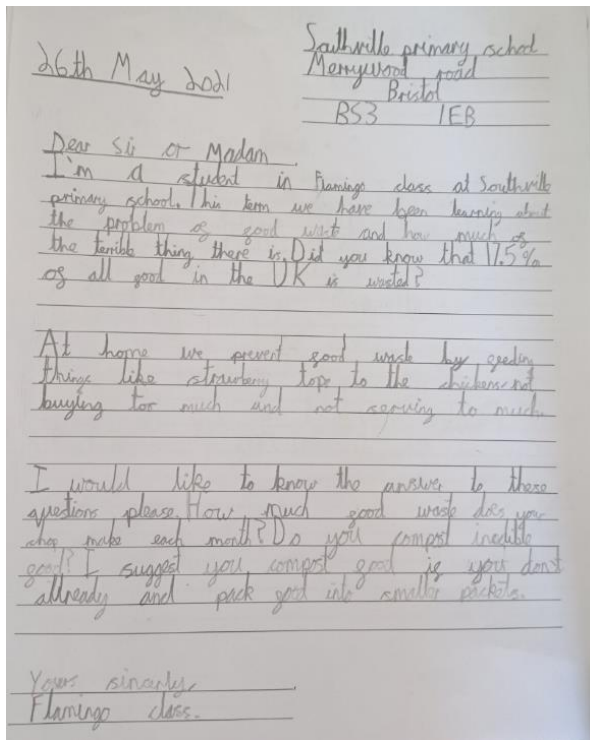 26th May 2021
Southville primary school
Merrywood road
Bristol
BS3 1EB
Dear Sir or Madam
I'm a student in Flamingo class at Southville
primary school. This term we have been learning about
the problem of food waste and how much of
the terrible thing there is. Did you know that 17.5%
of all food in the UK is wasted?
At home we prevent food waste by feeding
things like strawberry tops to the chickens, not
buying too much and not serving to much.
I would like to know the answer to these
questions please. How much food waste does your
shop make each month? Do you compost inedible
food? I suggest you compost food if you don't
allready and pack food into smaller packets.
Yours sincerly,
Flamingo class.